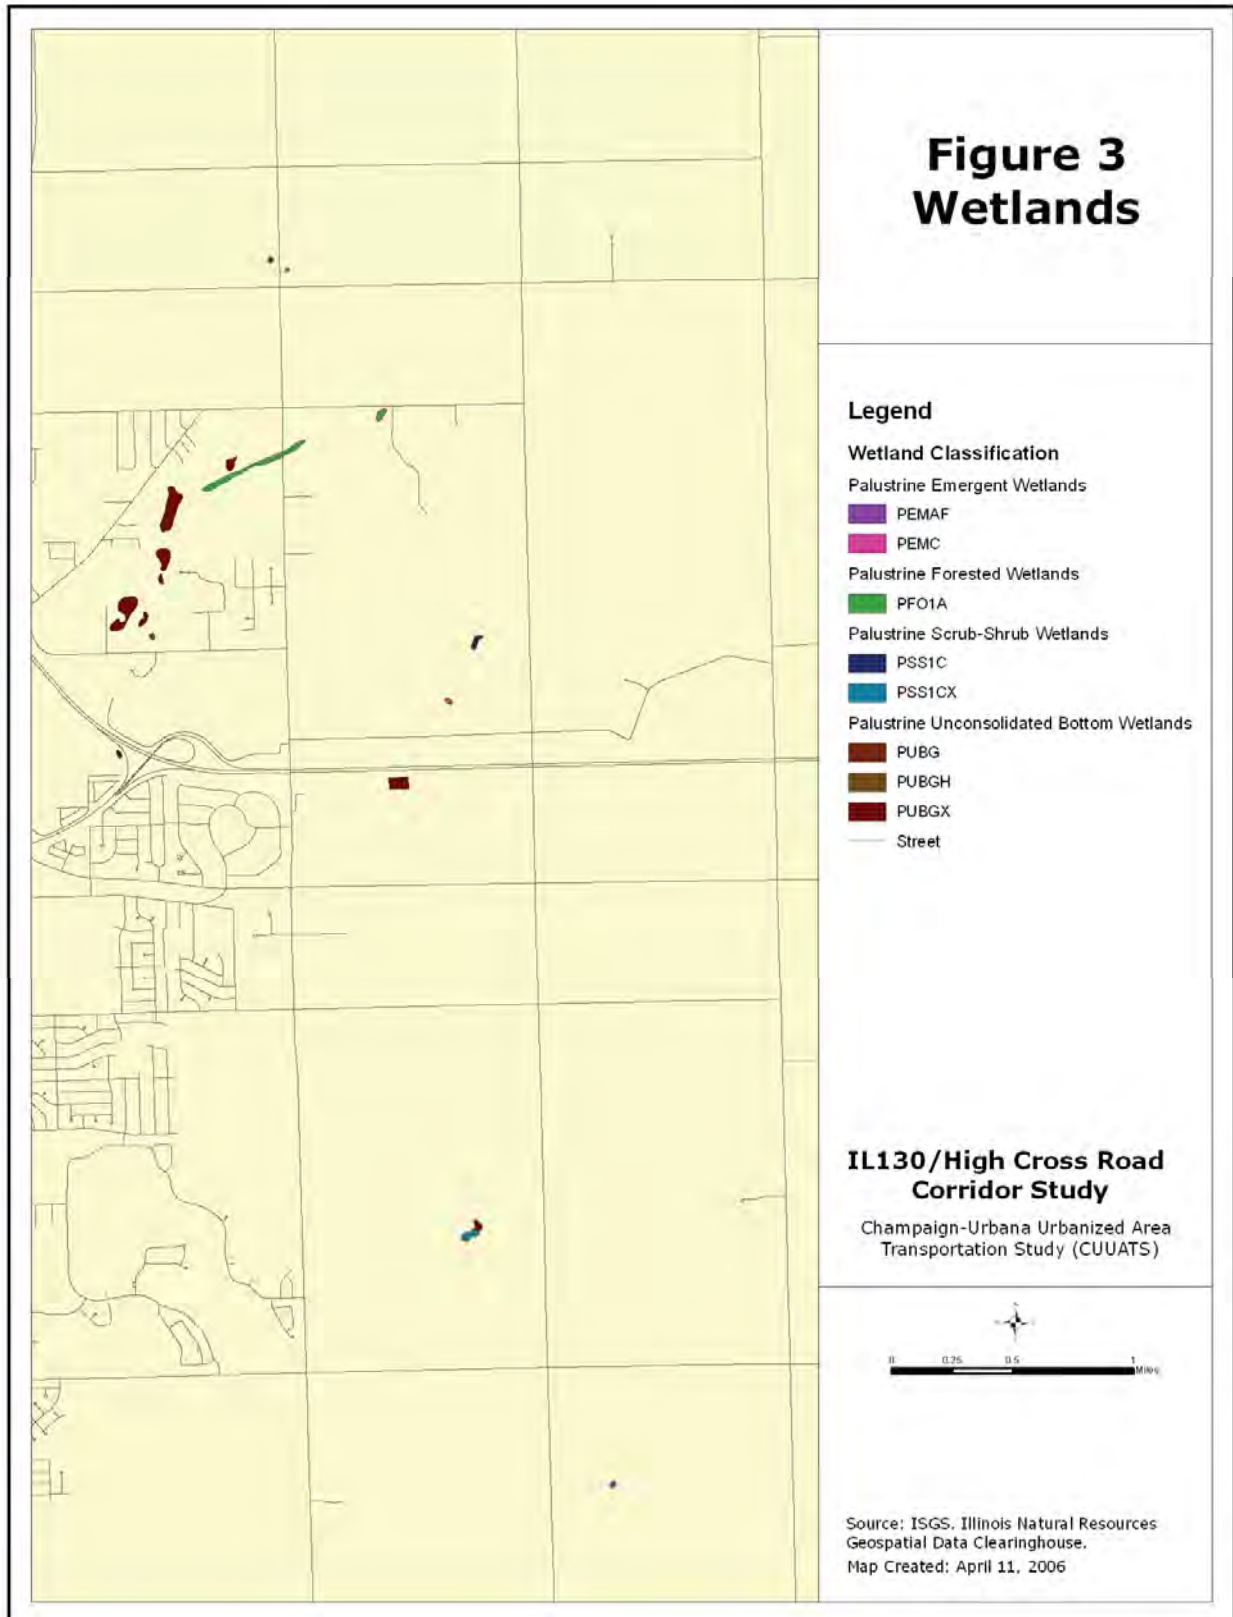 Figure 3
Wetlands
Legend
Wetland Classification
Palustrine Emergent Wetlands
PEMAF
PEMC
Palustrine Forested Wetlands
PFO1A
Palustrine Scrub-Shrub Wetlands
PSS1C
PSS1CX
Palustrine Unconsolidated Bottom Wetlands
PUBG
PUBGH
PUBGX
Street
IL130/High Cross Road
Corridor Study
Champaign-Urbana Urbanized Area
Transportation Study (CUUATS)
0 0.25 0.5 1
Miles
Source: ISGS. Illinois Natural Resources
Geospatial Data Clearinghouse.
Map Created: April 11, 2006